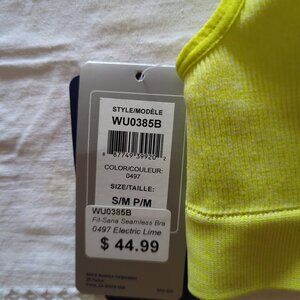 STYLE/MODÈLE
WU0385B
COLOR/COULEUR:
0497
SIZE/TAILLE:
S/M P/M
WU0385B
Fit-Sana Seamless Bra
0497 Electric Lime
$ 44.99